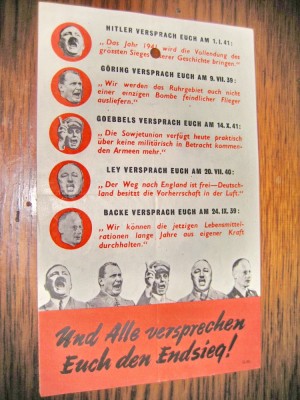 HITLER VERSPRACH EUCH AM 1.I.41:
„Das Jahr 1941 wird die Vollendung des
grössten Sieges unserer Geschichte bringen.“
GÖRING VERSPRACH EUCH AM 9.VII.39:
„Wir werden das Ruhrgebiet auch nicht
einer einzigen Bombe feindlicher Flieger
ausliefern.“
GOEBBELS VERSPRACH EUCH AM 14.X.41:
„Die Sowjetunion verfügt heute praktisch
über keine militärisch in Betracht kommen-
den Armeen mehr.“
LEY VERSPRACH EUCH AM 20.VII.40:
„Der Weg nach England ist frei—Deutsch-
land besitzt die Vorherrschaft in der Luft.“
BACKE VERSPRACH EUCH AM 24.IX.39:
„Wir können die jetzigen Lebensmittel-
rationen lange Jahre aus eigener Kraft
durchhalten.“
Und Alle versprechen
Euch den Endsieg!